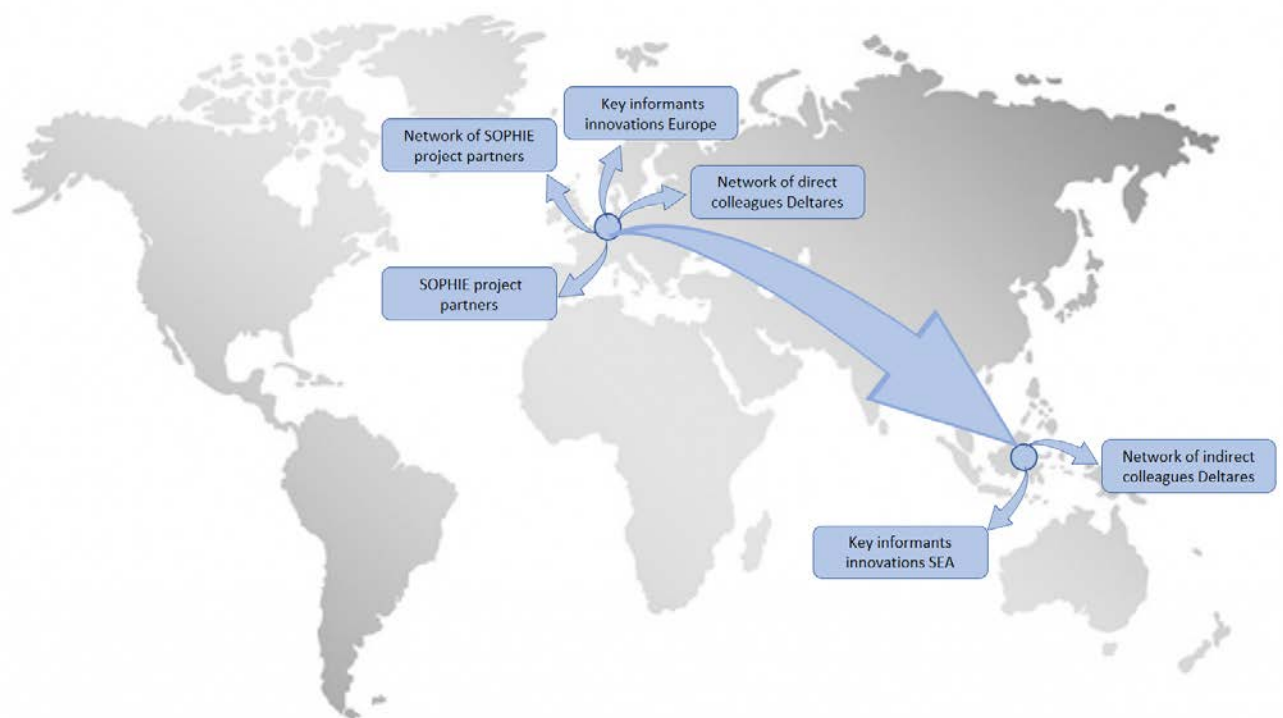 Key informants
innovations Europe
Network of SOPHIE
project partners
Network of direct
colleagues Deltares
SOPHIE project
partners
Network of indirect
colleagues Deltares
Key informants
innovations SEA